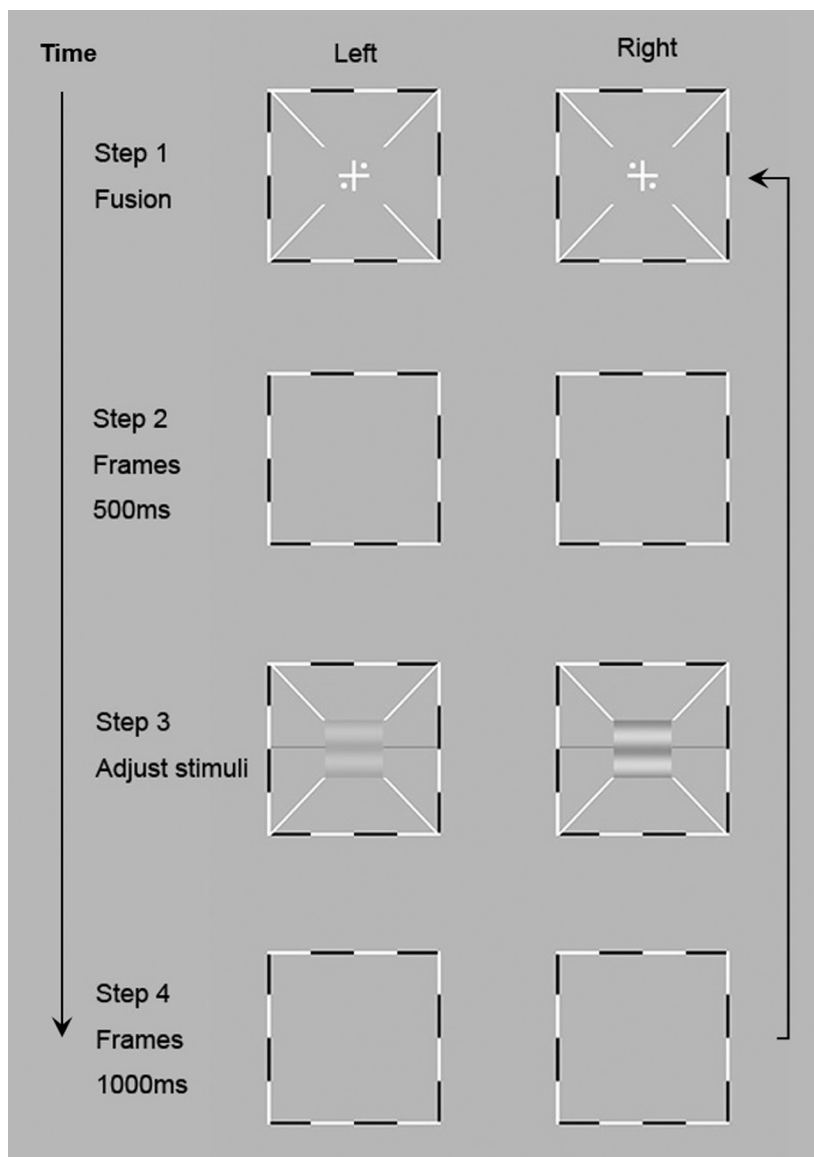 Time
Left
Right
Step 1
Fusion
Step 2
Frames
500ms
Step 3
Adjust stimuli
Step 4
Frames
1000ms